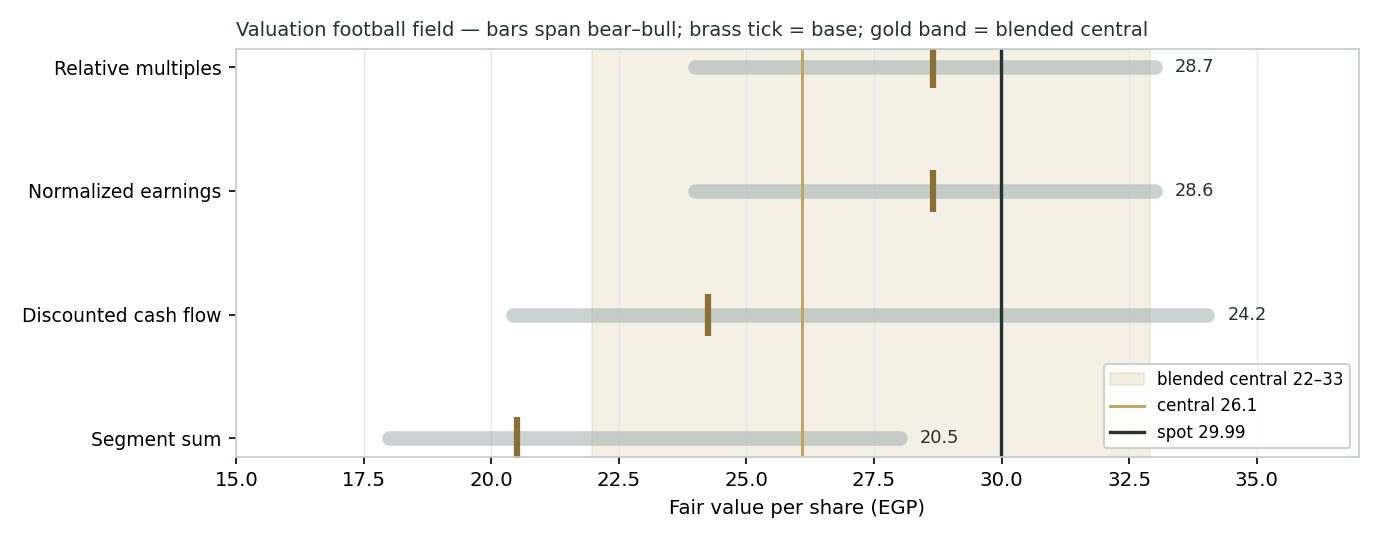 Valuation football field — bars span bear–bull; brass tick = base; gold band = blended central
Relative multiples
28.7
Normalized earnings
28.6
Discounted cash flow
24.2
Segment sum
20.5
blended central 22–33
central 26.1
spot 29.99
15.0 17.5 20.0 22.5 25.0 27.5 30.0 32.5 35.0
Fair value per share (EGP)